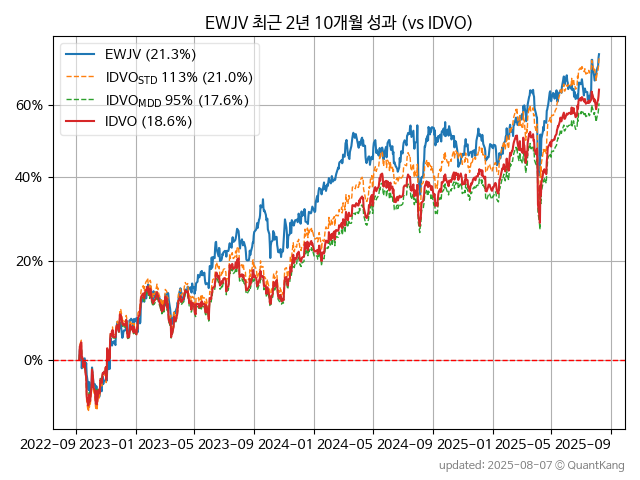 EWJV 최근 2년 10개월 성과 (vs IDVO)
EWJV (21.3%)
IDVO_STD 113% (21.0%)
IDVO_MDD 95% (17.6%)
IDVO (18.6%)
60%
40%
20%
0%
2022-09 2023-01 2023-05 2023-09 2024-01 2024-05 2024-09 2025-01 2025-05 2025-09
updated: 2025-08-07 © QuantKang